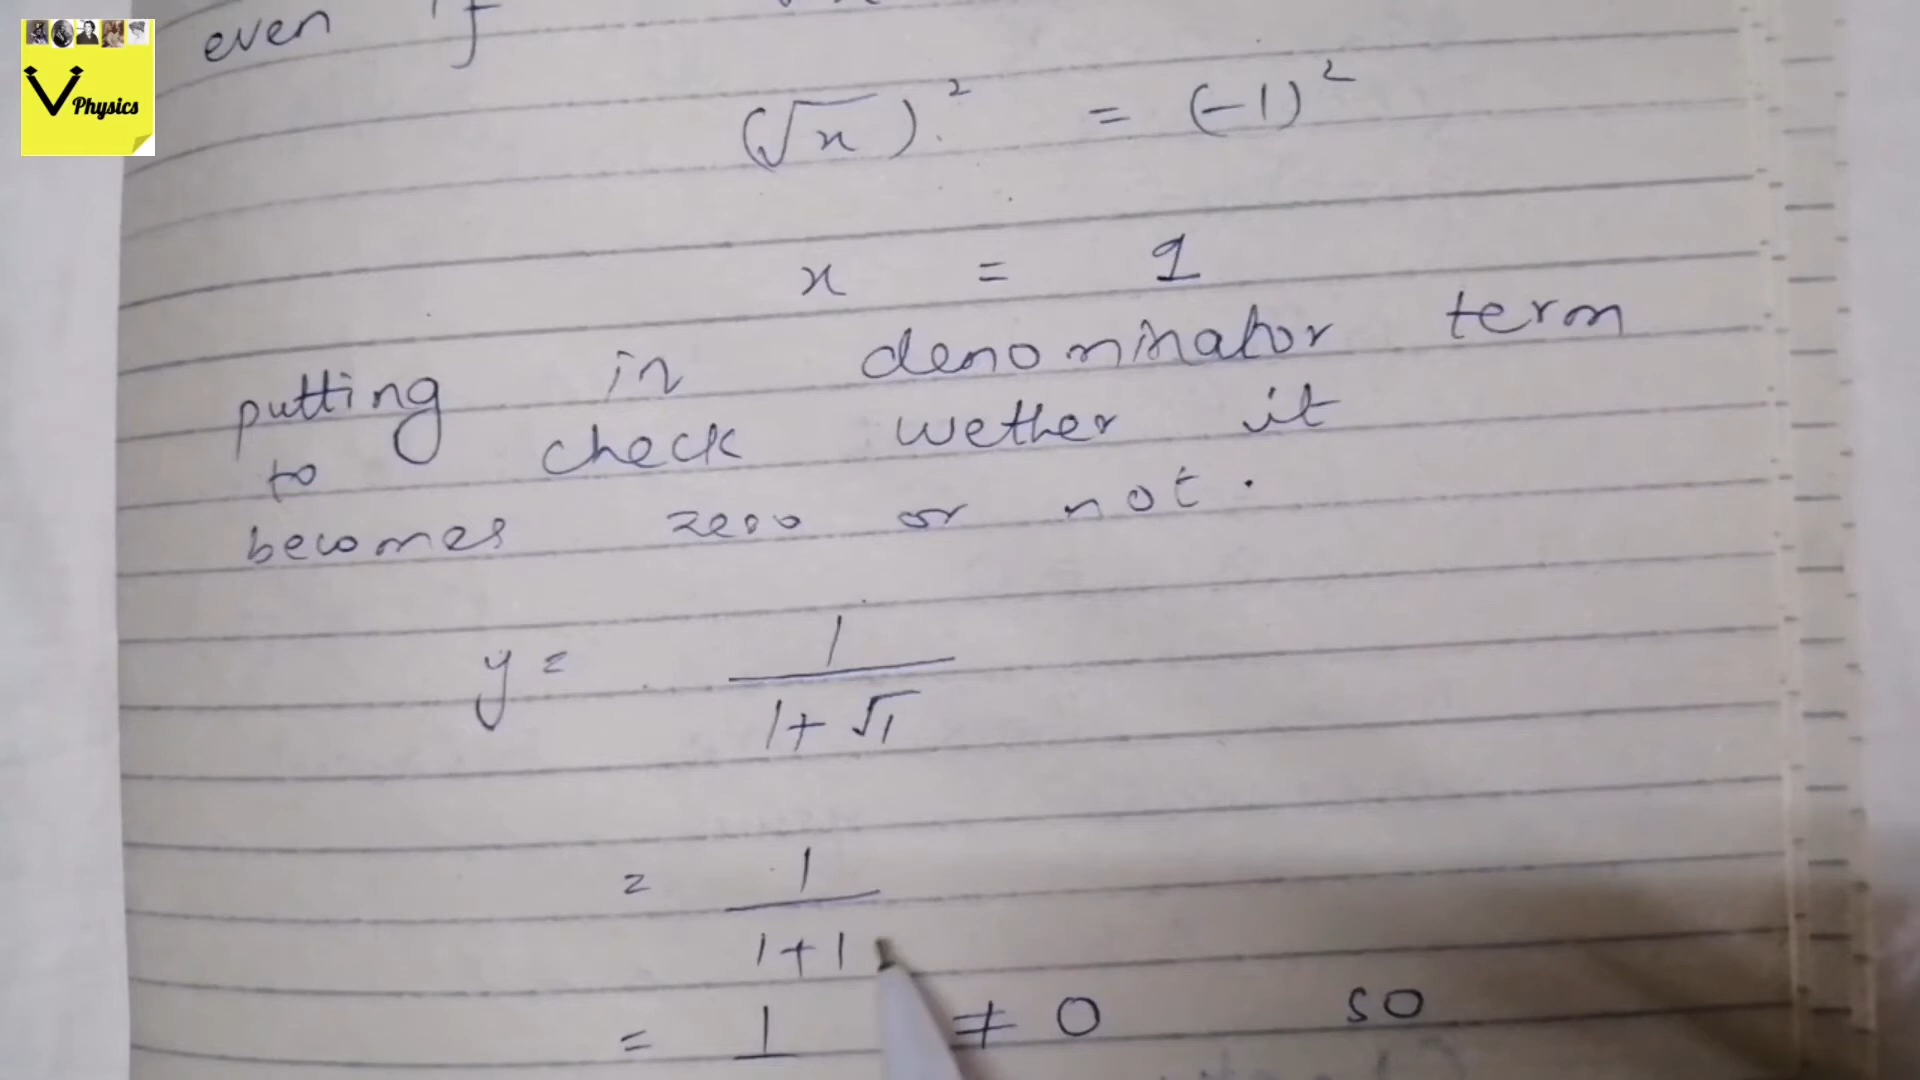 V Physics
even if
(√x)² = (-1)²
x = 1
putting in denominator term
to check wether it
becomes zero or not.
y = 1/(1+√1)
= 1/(1+1)
= 1 ≠ 0 so